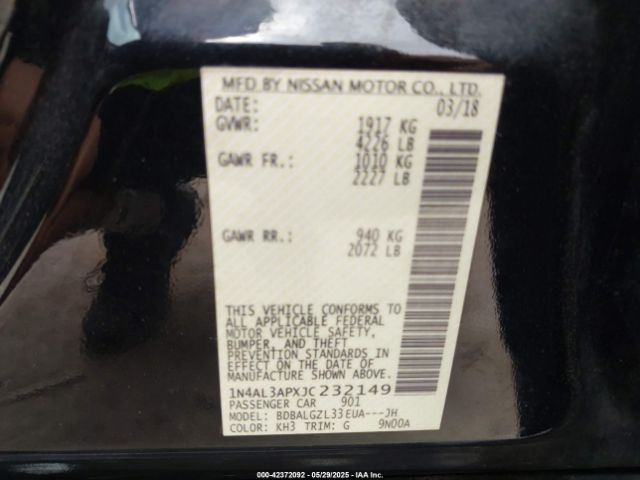 MFD BY NISSAN MOTOR CO., LTD.
DATE: 03/18
GVWR: 1917 KG
4226 LB
GAWR FR.: 1010 KG
2227 LB
GAWR RR.: 940 KG
2072 LB
THIS VEHICLE CONFORMS TO
ALL APPLICABLE FEDERAL
MOTOR VEHICLE SAFETY,
BUMPER, AND THEFT
PREVENTION STANDARDS IN
EFFECT ON THE DATE OF
MANUFACTURE SHOWN ABOVE.
1N4AL3APXJC232149
PASSENGER CAR 901
MODEL: BDBALGZL33EUA---JH
COLOR: KH3 TRIM: G 9N00A
000-42372092 - 05/29/2025 - IAA Inc.